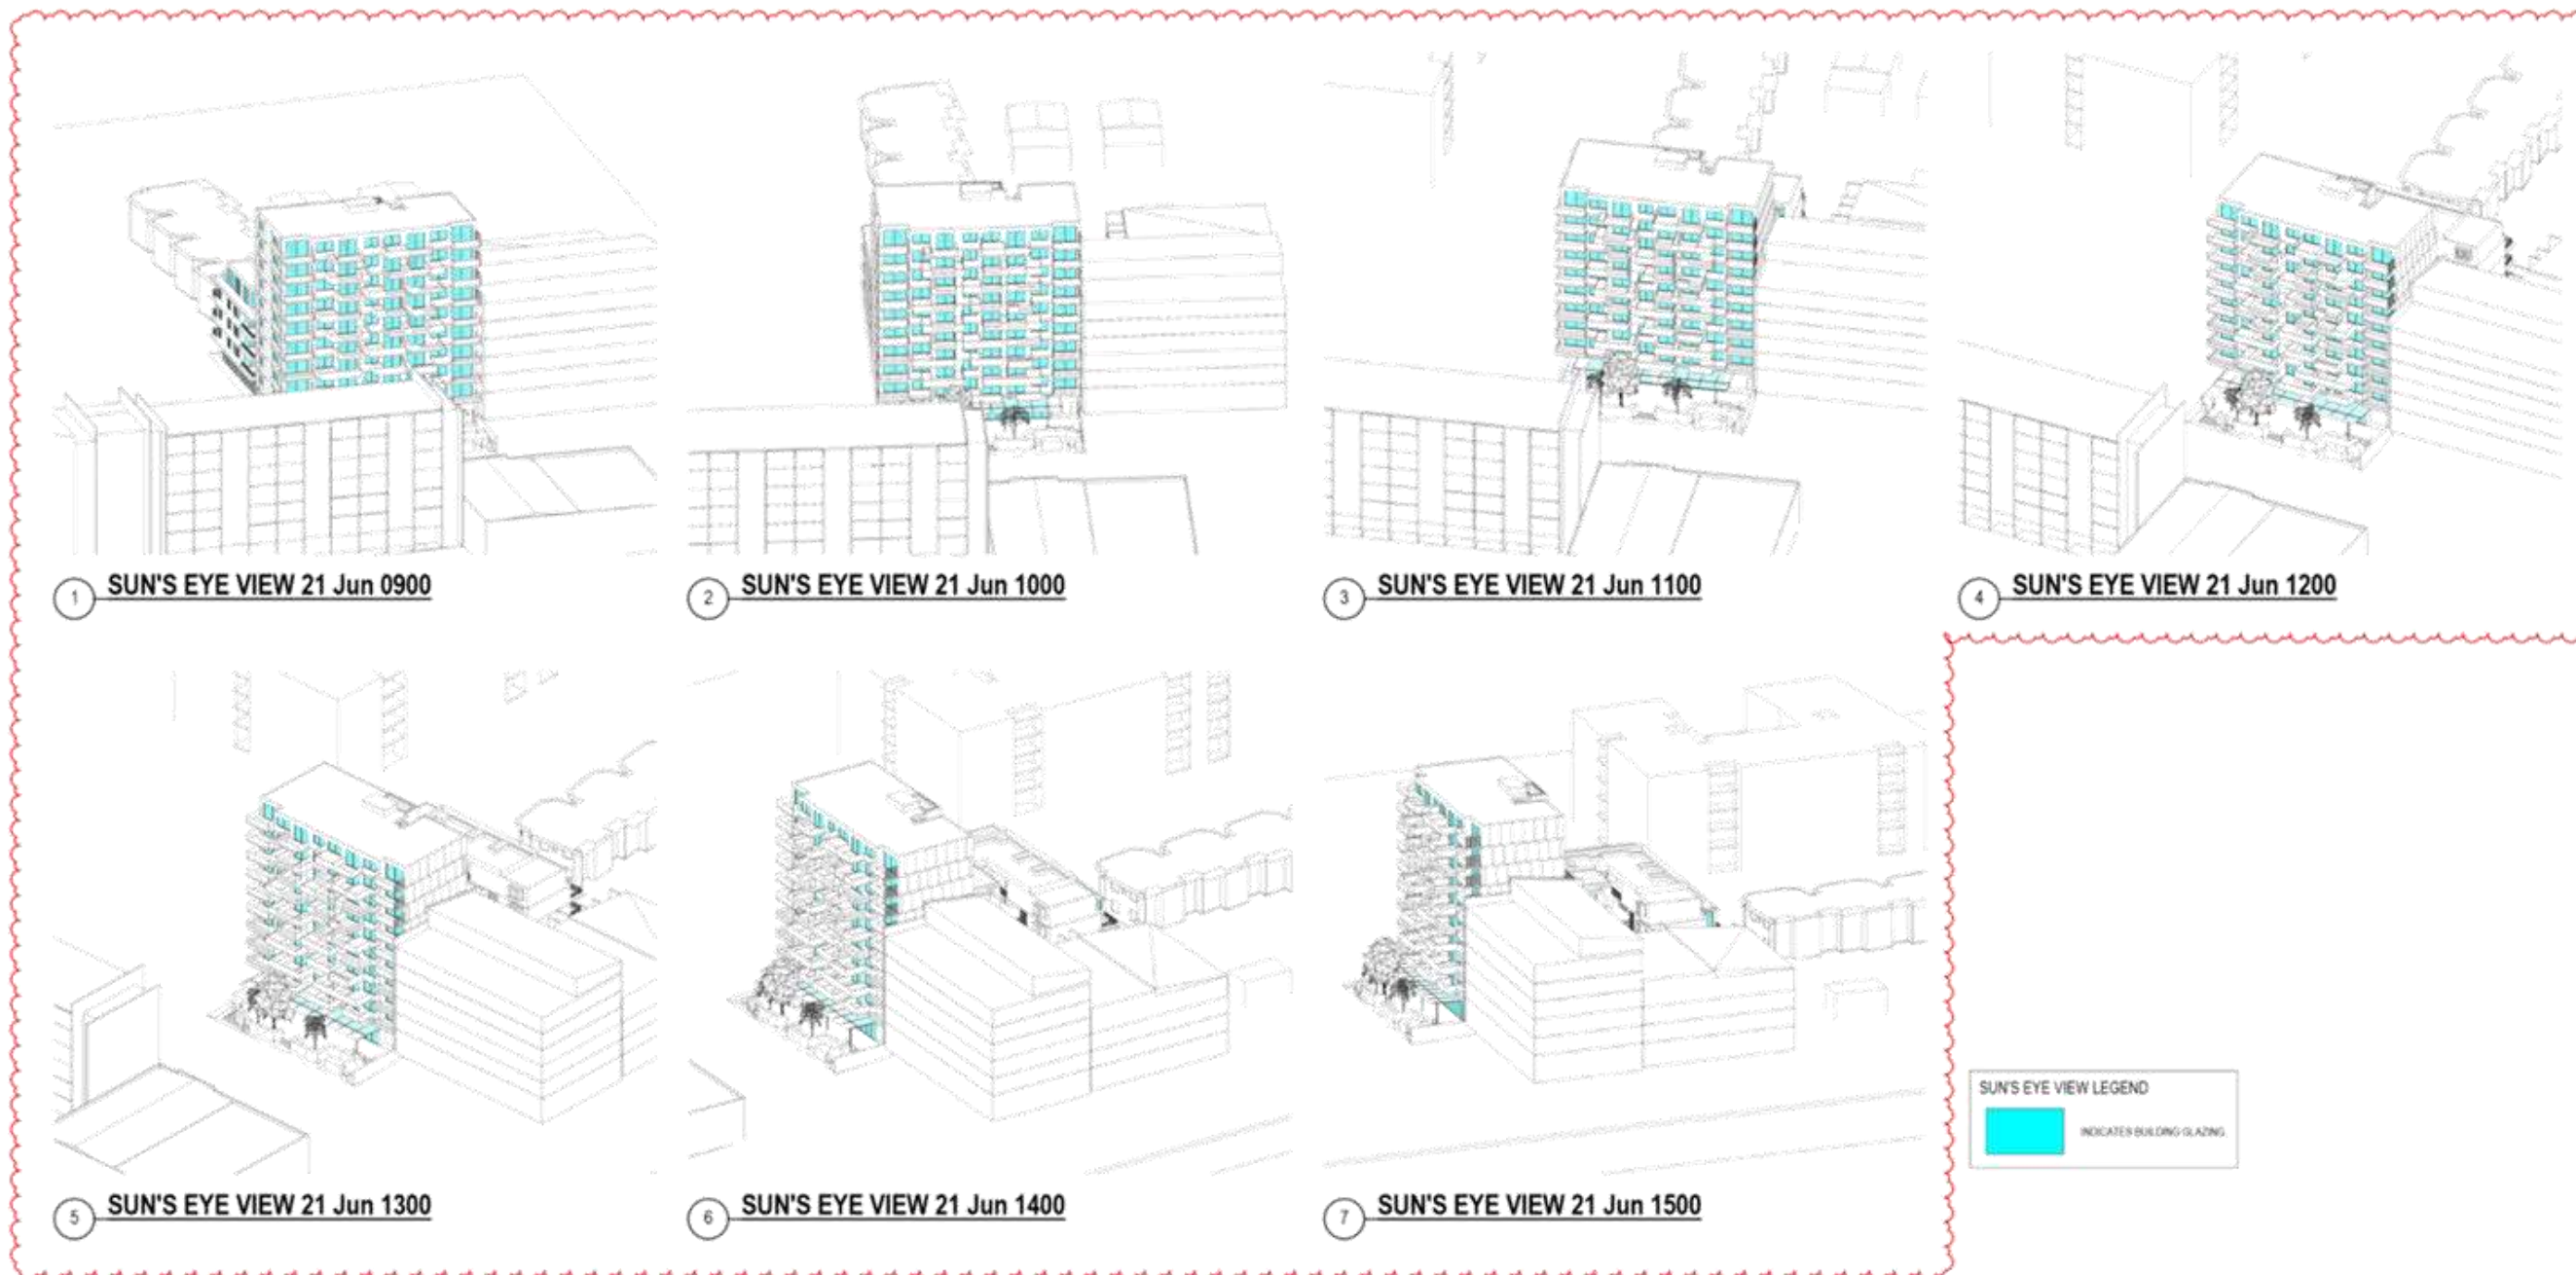 1 SUN'S EYE VIEW 21 Jun 0900
2 SUN'S EYE VIEW 21 Jun 1000
3 SUN'S EYE VIEW 21 Jun 1100
4 SUN'S EYE VIEW 21 Jun 1200
5 SUN'S EYE VIEW 21 Jun 1300
6 SUN'S EYE VIEW 21 Jun 1400
7 SUN'S EYE VIEW 21 Jun 1500
SUN'S EYE VIEW LEGEND
INDICATES BUILDING GLAZING